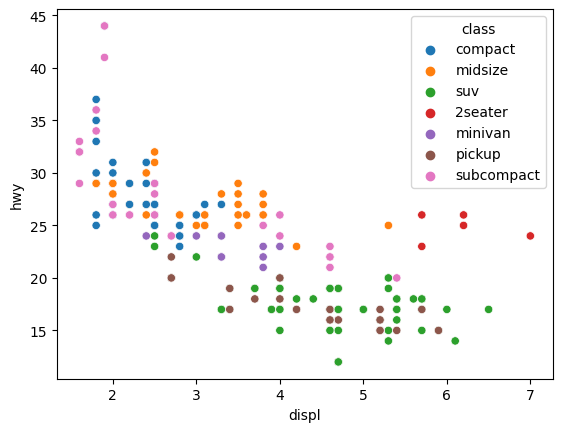 45
40
35
30
25
20
15
hwy
2 3 4 5 6 7
displ
class
compact
midsize
suv
2seater
minivan
pickup
subcompact